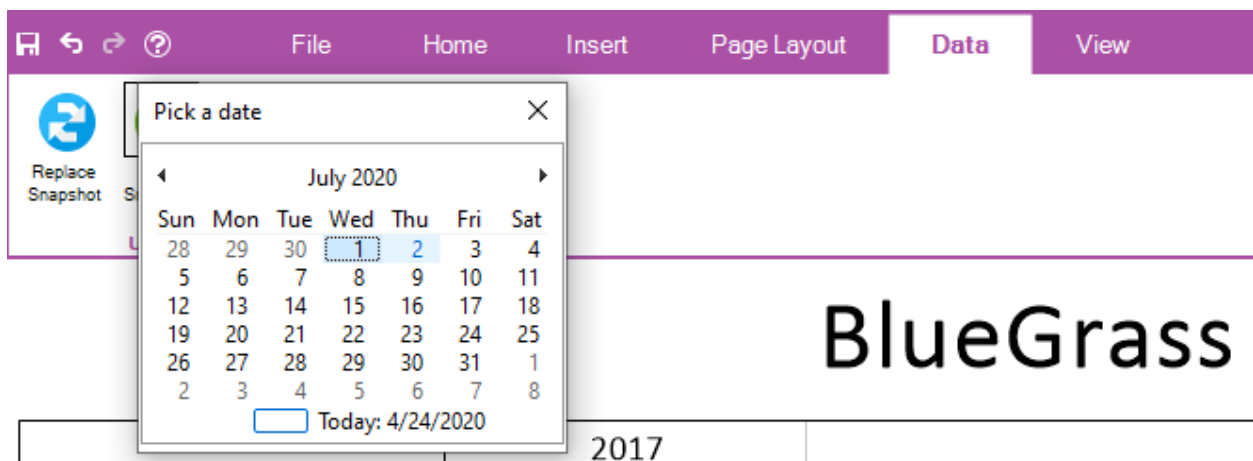 File Home Insert Page Layout Data View
Pick a date
Replace
Snapshot
July 2020
Sun Mon Tue Wed Thu Fri Sat
28 29 30 1 2 3 4
5 6 7 8 9 10 11
12 13 14 15 16 17 18
19 20 21 22 23 24 25
26 27 28 29 30 31 1
2 3 4 5 6 7 8
Today: 4/24/2020
BlueGrass
2017